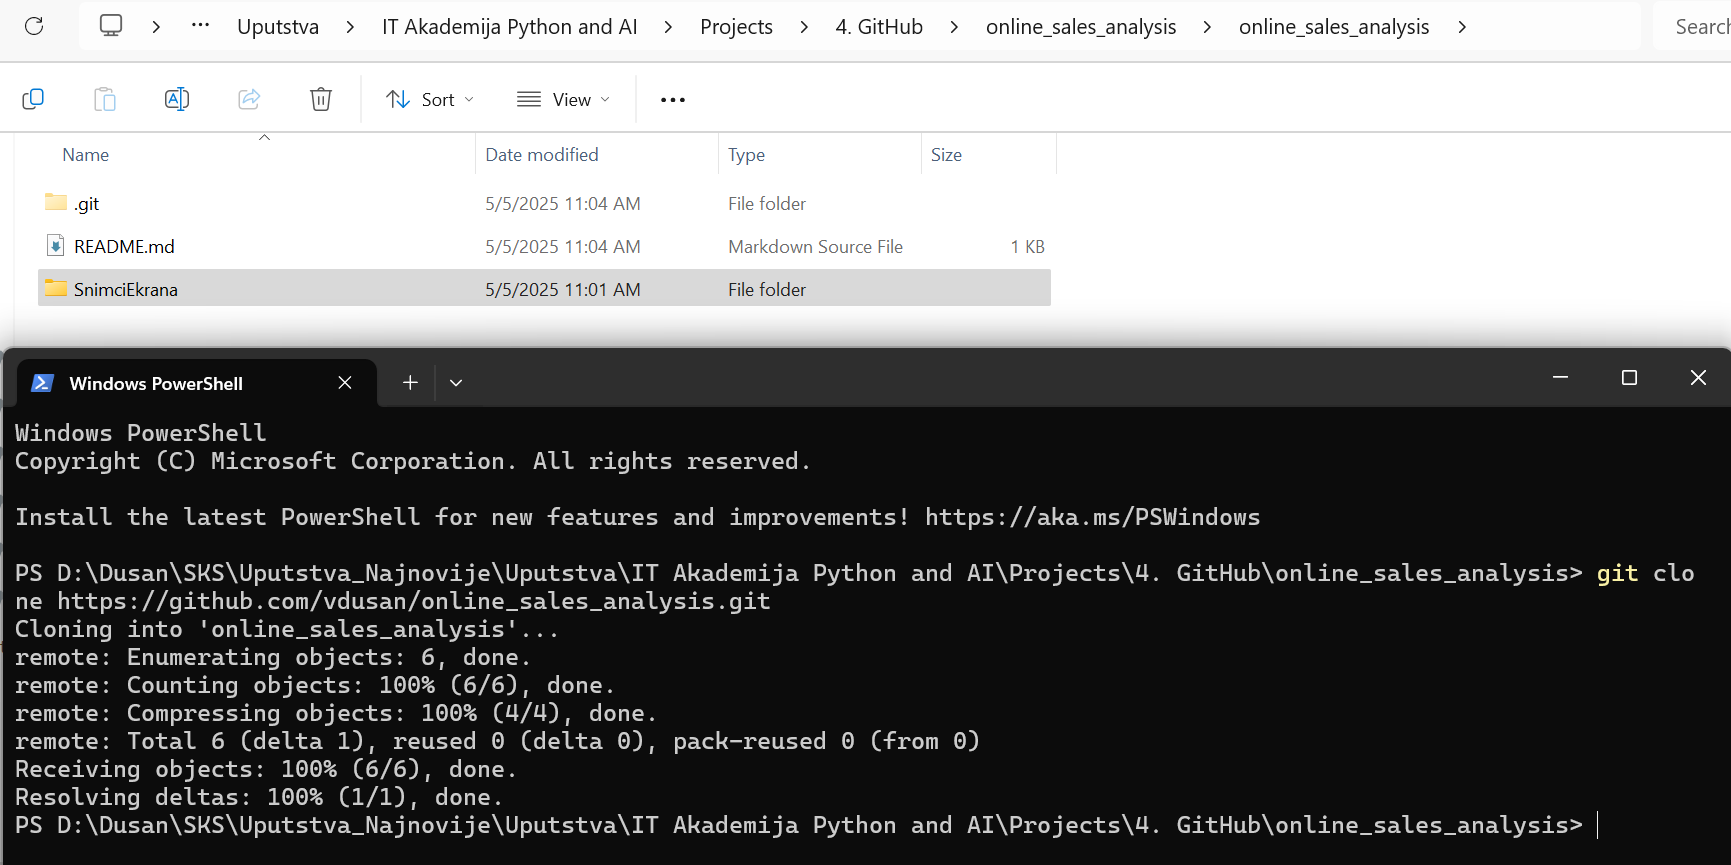 Uputstva > IT Akademija Python and AI > Projects > 4. GitHub > online_sales_analysis > online_sales_analysis >
Sort View
Name Date modified Type Size
.git 5/5/2025 11:04 AM File folder
README.md 5/5/2025 11:04 AM Markdown Source File 1 KB
SnimciEkrana 5/5/2025 11:01 AM File folder
Windows PowerShell
Windows PowerShell
Copyright (C) Microsoft Corporation. All rights reserved.
Install the latest PowerShell for new features and improvements! https://aka.ms/PSWindows
PS D:\Dusan\SKS\Uputstva_Najnovije\Uputstva\IT Akademija Python and AI\Projects\4. GitHub\online_sales_analysis> git clo
ne https://github.com/vdusan/online_sales_analysis.git
Cloning into 'online_sales_analysis'...
remote: Enumerating objects: 6, done.
remote: Counting objects: 100% (6/6), done.
remote: Compressing objects: 100% (4/4), done.
remote: Total 6 (delta 1), reused 0 (delta 0), pack-reused 0 (from 0)
Receiving objects: 100% (6/6), done.
Resolving deltas: 100% (1/1), done.
PS D:\Dusan\SKS\Uputstva_Najnovije\Uputstva\IT Akademija Python and AI\Projects\4. GitHub\online_sales_analysis>